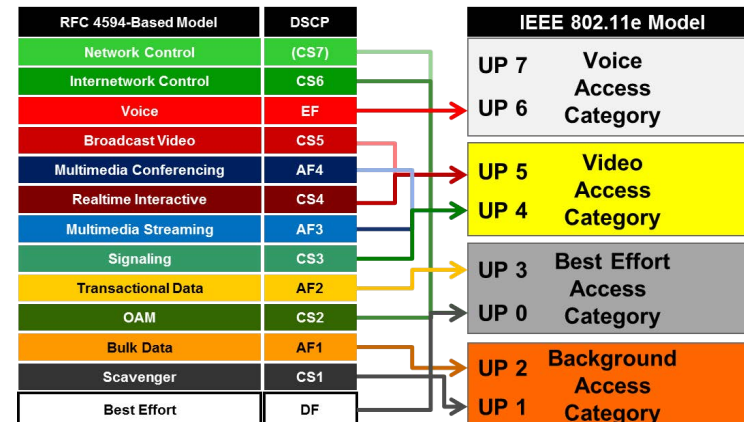 RFC 4594-Based Model DSCP
Network Control (CS7)
Internetwork Control CS6
Voice EF
Broadcast Video CS5
Multimedia Conferencing AF4
Realtime Interactive CS4
Multimedia Streaming AF3
Signaling CS3
Transactional Data AF2
OAM CS2
Bulk Data AF1
Scavenger CS1
Best Effort DF
IEEE 802.11e Model
UP 7
UP 6
Voice
Access
Category
UP 5
UP 4
Video
Access
Category
UP 3
UP 0
Best Effort
Access
Category
UP 2
UP 1
Background
Access
Category